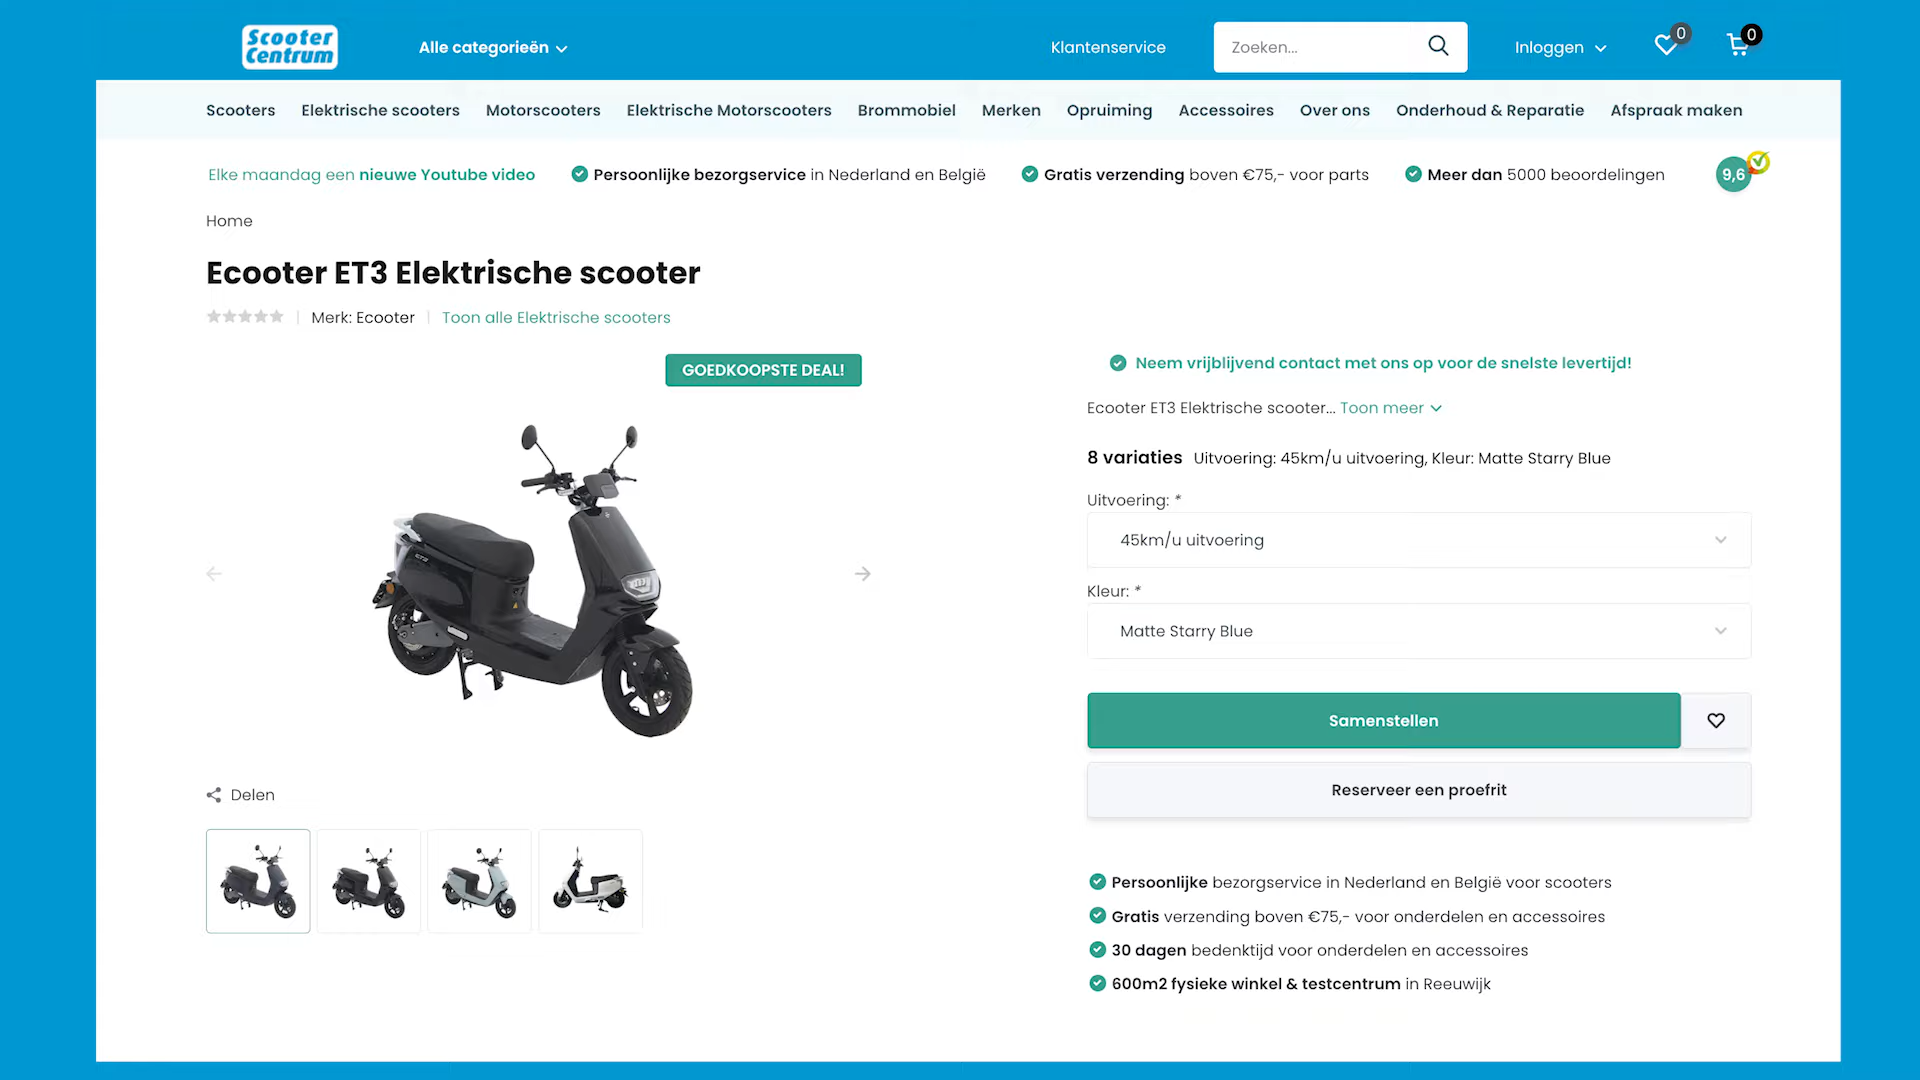 Scooter
Centrum
Alle categorieën
Klantenservice
Zoeken...
Inloggen
0
0
Scooters
Elektrische scooters
Motorscooters
Elektrische Motorscooters
Brommobiel
Merken
Opruiming
Accessoires
Over ons
Onderhoud & Reparatie
Afspraak maken
Elke maandag een nieuwe Youtube video
Persoonlijke bezorgservice in Nederland en België
Gratis verzending boven €75,- voor parts
Meer dan 5000 beoordelingen
9,6
Home
Ecooter ET3 Elektrische scooter
Merk: Ecooter
Toon alle Elektrische scooters
GOEDKOOPSTE DEAL!
Delen
Neem vrijblijvend contact met ons op voor de snelste levertijd!
Ecooter ET3 Elektrische scooter... Toon meer
8 variaties Uitvoering: 45km/u uitvoering, Kleur: Matte Starry Blue
Uitvoering: *
45km/u uitvoering
Kleur: *
Matte Starry Blue
Samenstellen
Reserveer een proefrit
Persoonlijke bezorgservice in Nederland en België voor scooters
Gratis verzending boven €75,- voor onderdelen en accessoires
30 dagen bedenktijd voor onderdelen en accessoires
600m2 fysieke winkel & testcentrum in Reeuwijk